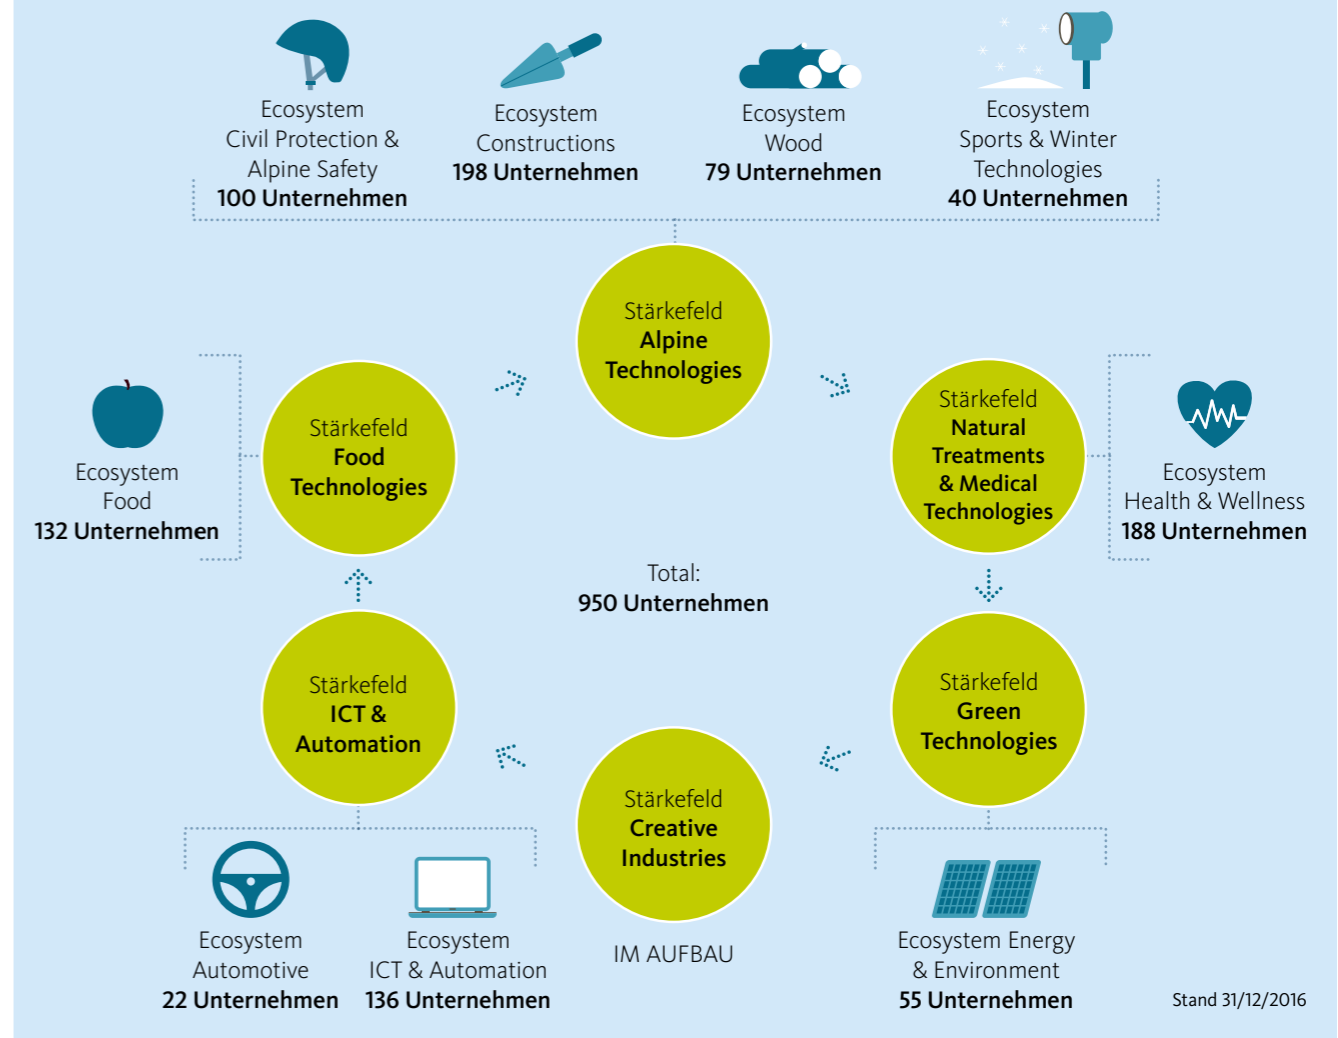 Ecosystem
Civil Protection &
Alpine Safety
100 Unternehmen
Ecosystem
Constructions
198 Unternehmen
Ecosystem
Wood
79 Unternehmen
Ecosystem
Sports & Winter
Technologies
40 Unternehmen
Stärkefeld
Alpine
Technologies
Stärkefeld
Food
Technologies
Stärkefeld
Natural
Treatments
& Medical
Technologies
Ecosystem
Food
132 Unternehmen
Ecosystem
Health & Wellness
188 Unternehmen
Total:
950 Unternehmen
Stärkefeld
ICT &
Automation
Stärkefeld
Creative
Industries
Stärkefeld
Green
Technologies
Ecosystem
Automotive
22 Unternehmen
Ecosystem
ICT & Automation
136 Unternehmen
IM AUFBAU
Ecosystem Energy
& Environment
55 Unternehmen
Stand 31/12/2016